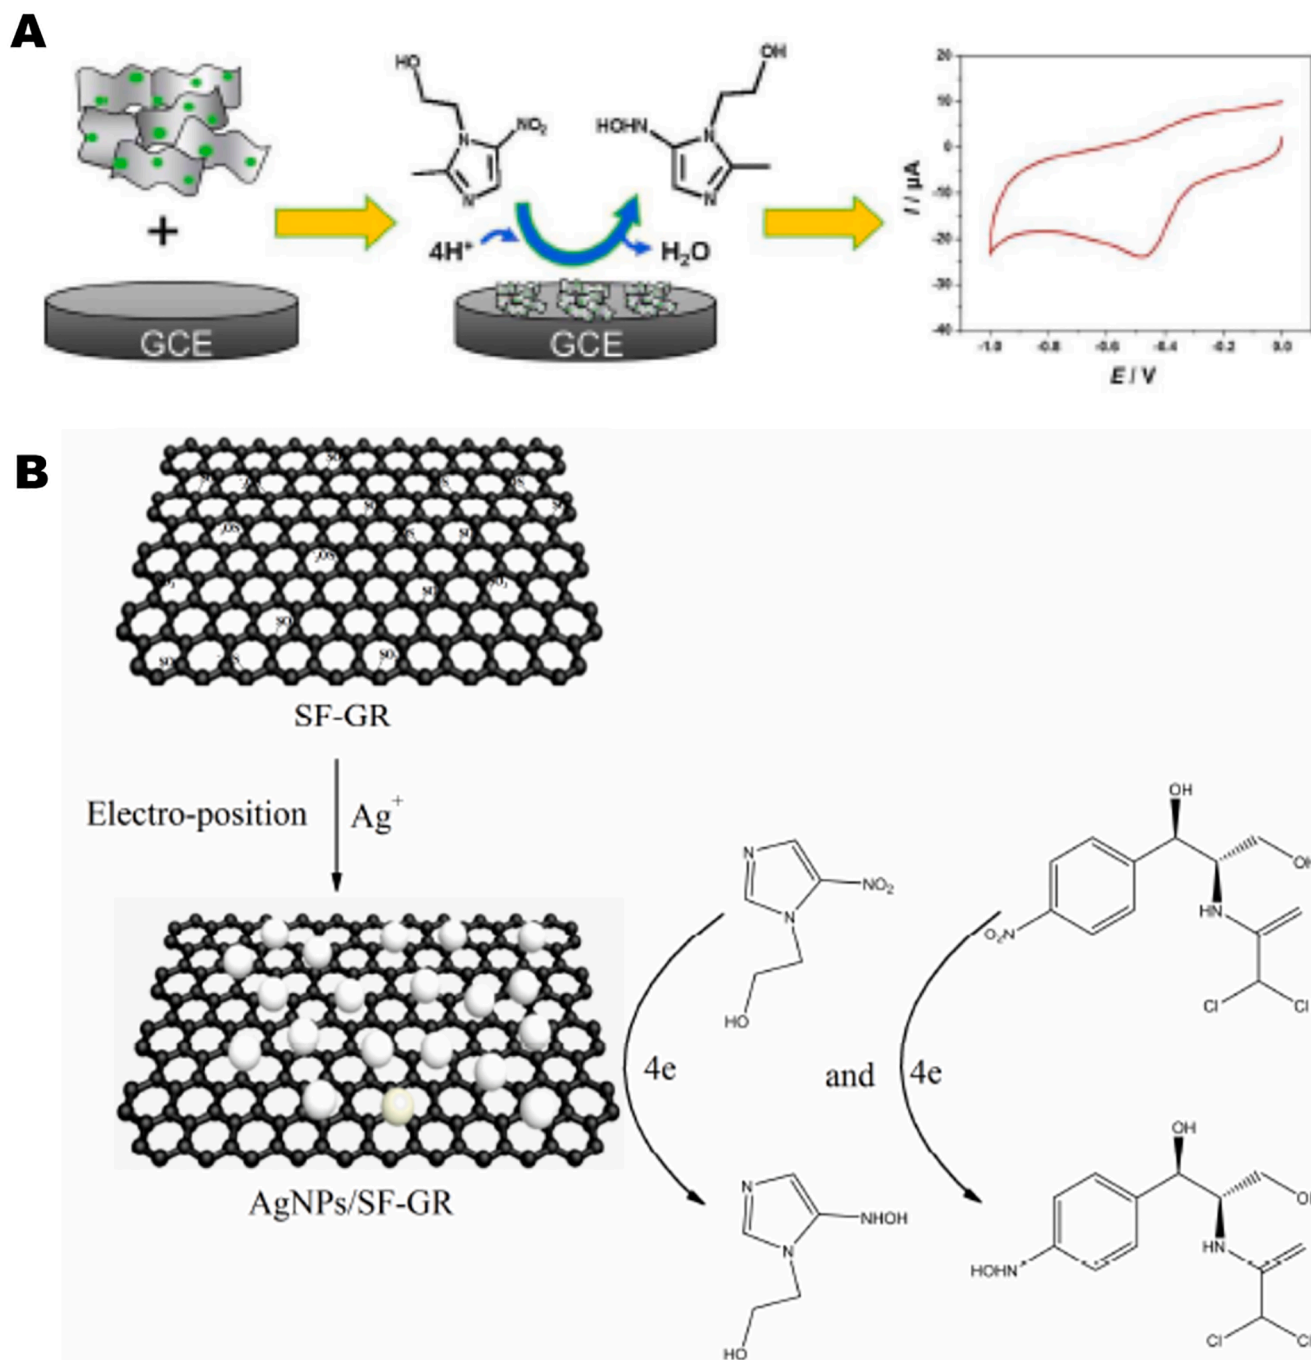 A
HO
NO₂
N
N
HOHN
OH
N
N
4H⁺
H₂O
+
GCE
GCE
20
10
0
-10
-20
-30
-40
I / µA
-1.0
-0.8
-0.6
-0.4
-0.2
0.0
E / V
B
SF-GR
Electro-position
Ag⁺
AgNPs/SF-GR
N
NO₂
N
HO
4e
and
OH
HN
O₂N
Cl
Cl
4e
N
NHOH
N
HO
OH
HN
HOHN
Cl